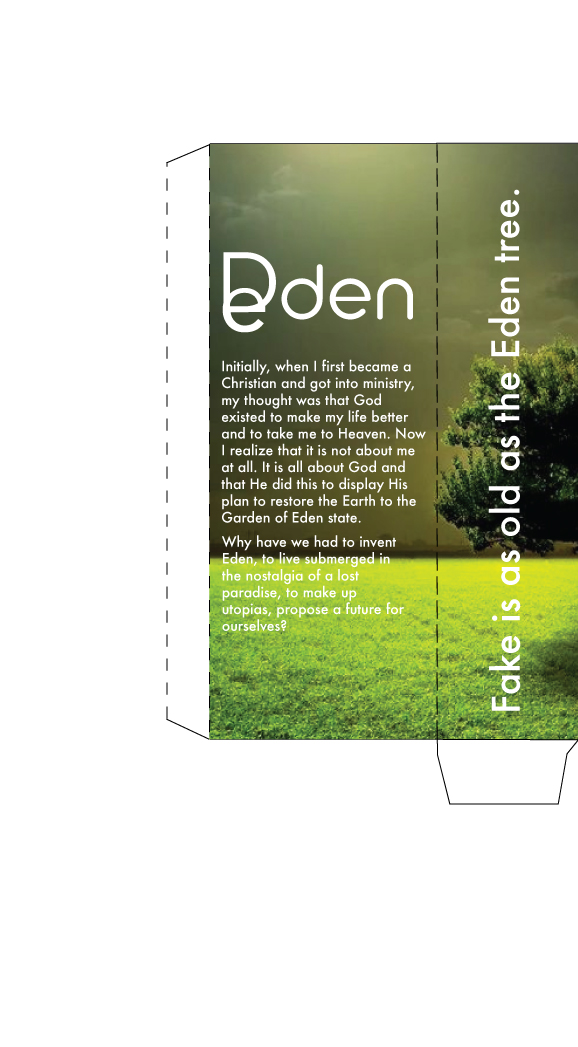 Eden
Initially, when I first became a
Christian and got into ministry,
my thought was that God
existed to make my life better
and to take me to Heaven. Now
I realize that it is not about me
at all. It is all about God and
that He did this to display His
plan to restore the Earth to the
Garden of Eden state.
Why have we had to invent
Eden, to live submerged in
the nostalgia of a lost
paradise, to make up
utopias, propose a future for
ourselves?
Fake is as old as the Eden tree.